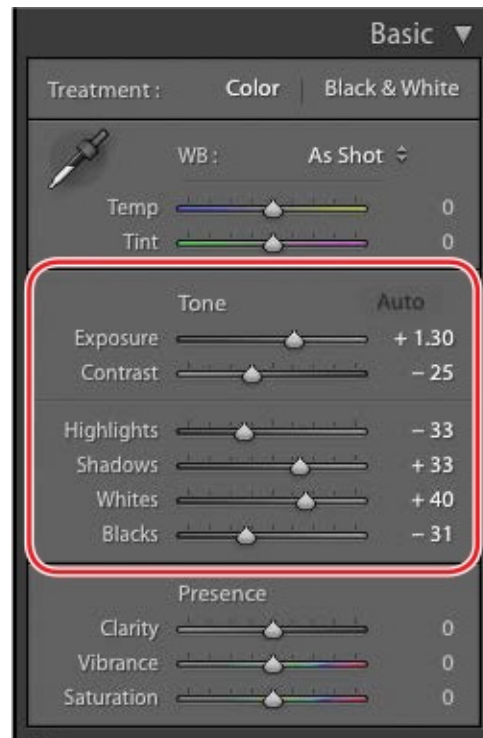 Basic ▼
Treatment : Color | Black & White
WB : As Shot
Temp 0
Tint 0
Tone Auto
Exposure + 1.30
Contrast – 25
Highlights – 33
Shadows + 33
Whites + 40
Blacks – 31
Presence
Clarity 0
Vibrance 0
Saturation 0